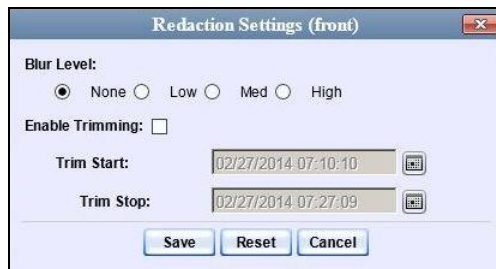 Redaction Settings (front)
Blur Level:
None Low Med High
Enable Trimming:
Trim Start: 02/27/2014 07:10:10
Trim Stop: 02/27/2014 07:27:09
Save Reset Cancel